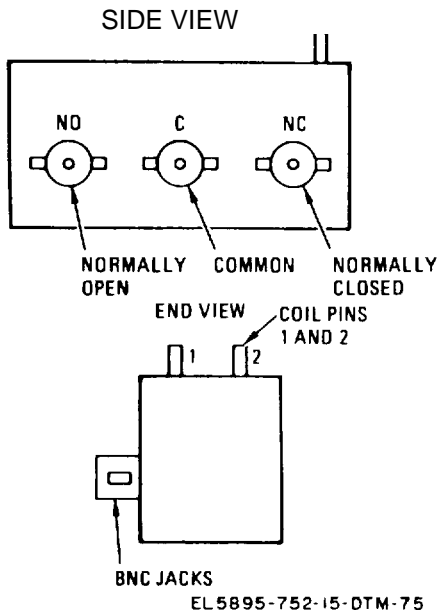 SIDE VIEW
NO C NC
NORMALLY OPEN
COMMON
NORMALLY CLOSED
END VIEW
COIL PINS 1 AND 2
1 2
BNC JACKS
EL5895-752-15-DTM-75